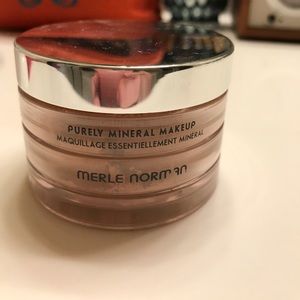 PURELY MINERAL MAKEUP
MAQUILLAGE ESSENTIELLEMENT MINÉRAL
MERLE NORMAN